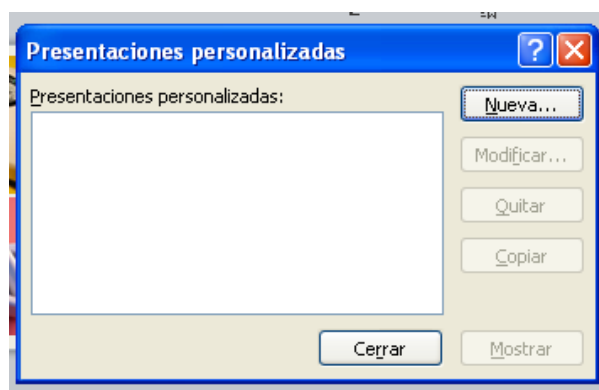 Presentaciones personalizadas
Presentaciones personalizadas:
Nueva...
Modificar...
Quitar
Copiar
Cerrar
Mostrar